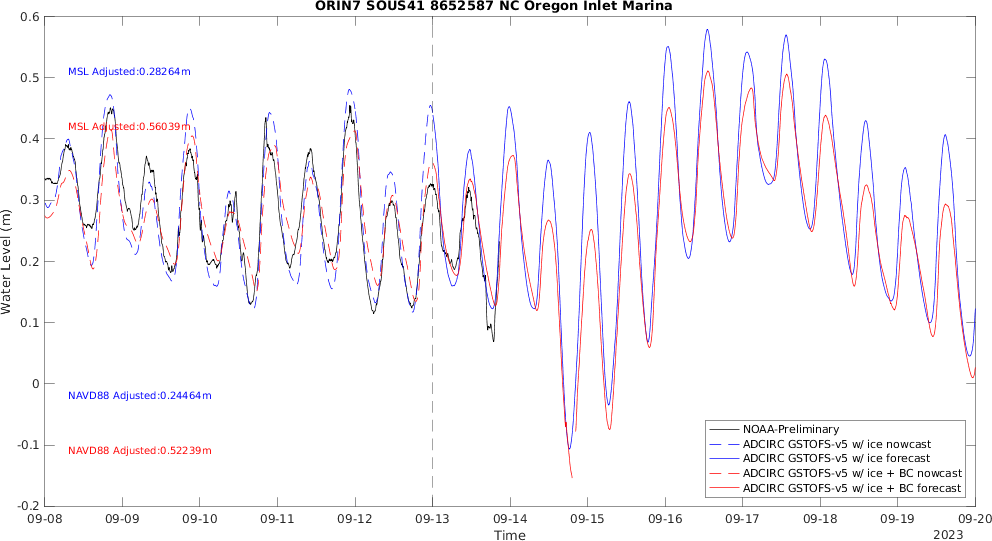 ORIN7 SOUS41 8652587 NC Oregon Inlet Marina
0.6
0.5
0.4
0.3
0.2
0.1
0
-0.1
-0.2
Water Level (m)
MSL Adjusted:0.28264m
MSL Adjusted:0.56039m
NAVD88 Adjusted:0.24464m
NAVD88 Adjusted:0.52239m
NOAA-Preliminary
ADCIRC GSTOFS-v5 w/ ice nowcast
ADCIRC GSTOFS-v5 w/ ice forecast
ADCIRC GSTOFS-v5 w/ ice + BC nowcast
ADCIRC GSTOFS-v5 w/ ice + BC forecast
09-08 09-09 09-10 09-11 09-12 09-13 09-14 09-15 09-16 09-17 09-18 09-19 09-20
Time
2023